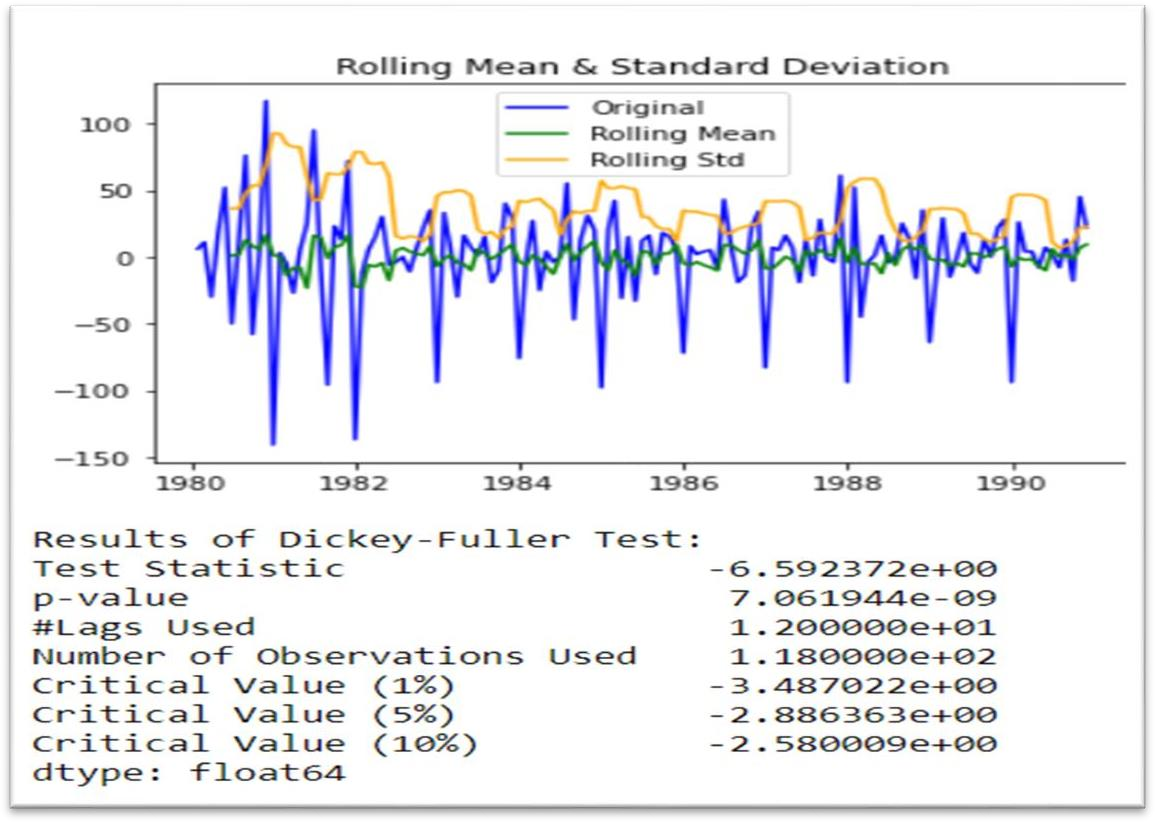 Rolling Mean & Standard Deviation
Original
Rolling Mean
Rolling Std
100
50
0
−50
−100
−150
1980 1982 1984 1986 1988 1990
Results of Dickey-Fuller Test:
Test Statistic -6.592372e+00
p-value 7.061944e-09
#Lags Used 1.200000e+01
Number of Observations Used 1.180000e+02
Critical Value (1%) -3.487022e+00
Critical Value (5%) -2.886363e+00
Critical Value (10%) -2.580009e+00
dtype: float64